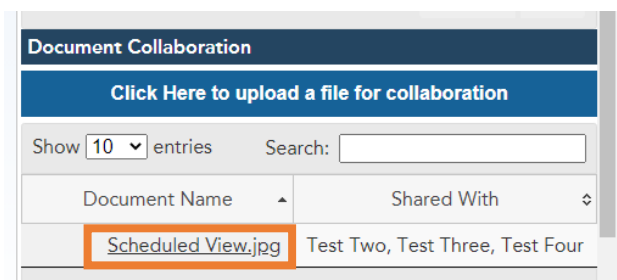 Document Collaboration
Click Here to upload a file for collaboration
Show 10 entries Search:
Document Name Shared With
Scheduled View.jpg Test Two, Test Three, Test Four